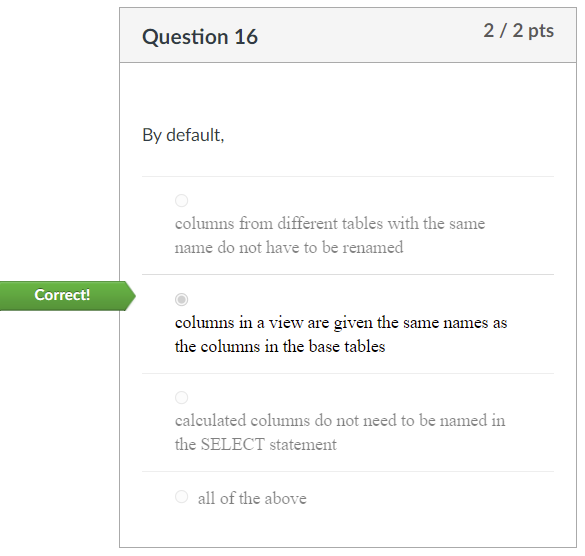 Question 16
2 / 2 pts
By default,
columns from different tables with the same
name do not have to be renamed
Correct!
columns in a view are given the same names as
the columns in the base tables
calculated columns do not need to be named in
the SELECT statement
all of the above